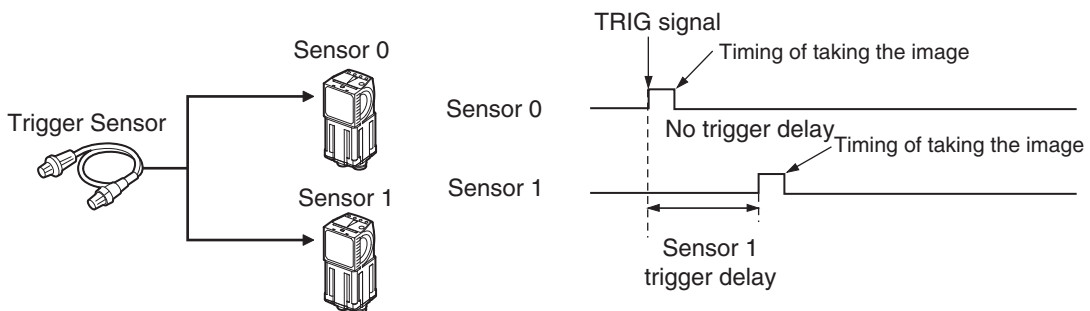 Sensor 0
Trigger Sensor
Sensor 1
TRIG signal
Timing of taking the image
Sensor 0
No trigger delay
Timing of taking the image
Sensor 1
Sensor 1
trigger delay